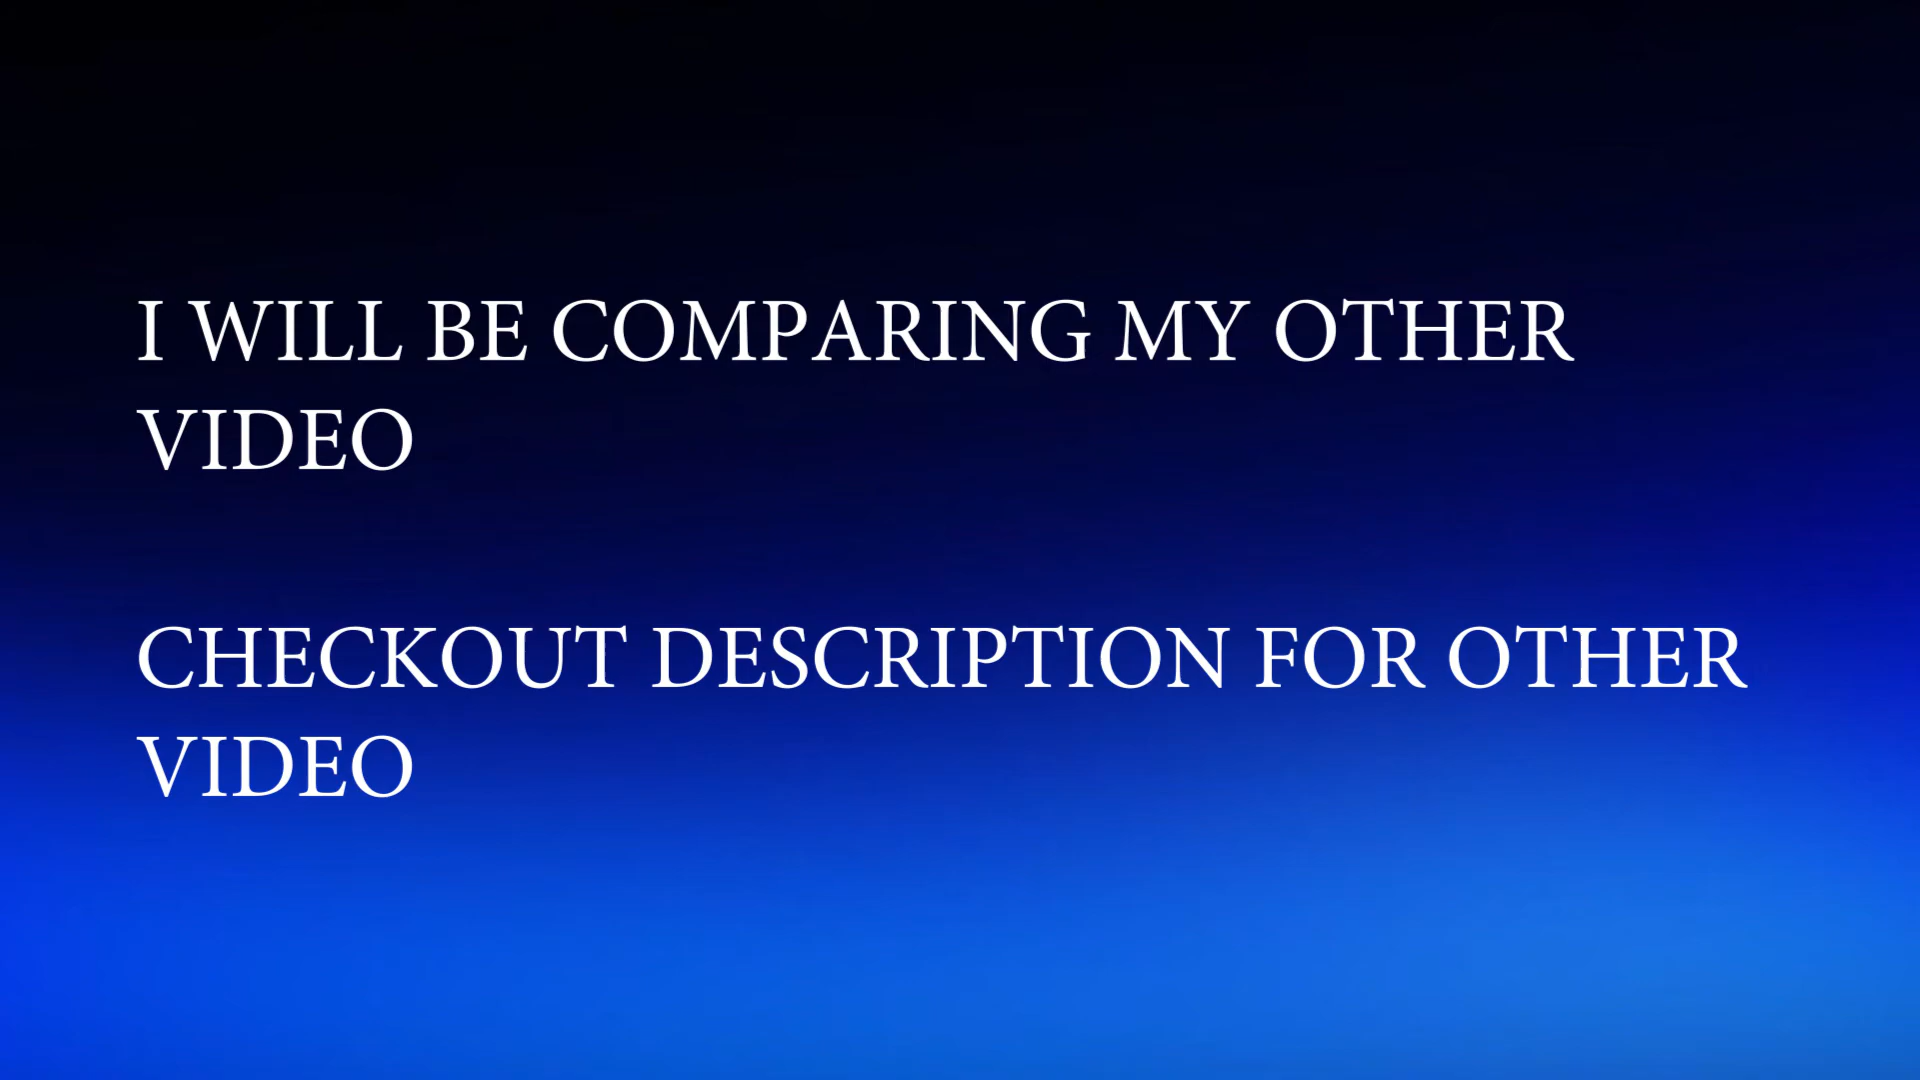 I WILL BE COMPARING MY OTHER
VIDEO
CHECKOUT DESCRIPTION FOR OTHER
VIDEO